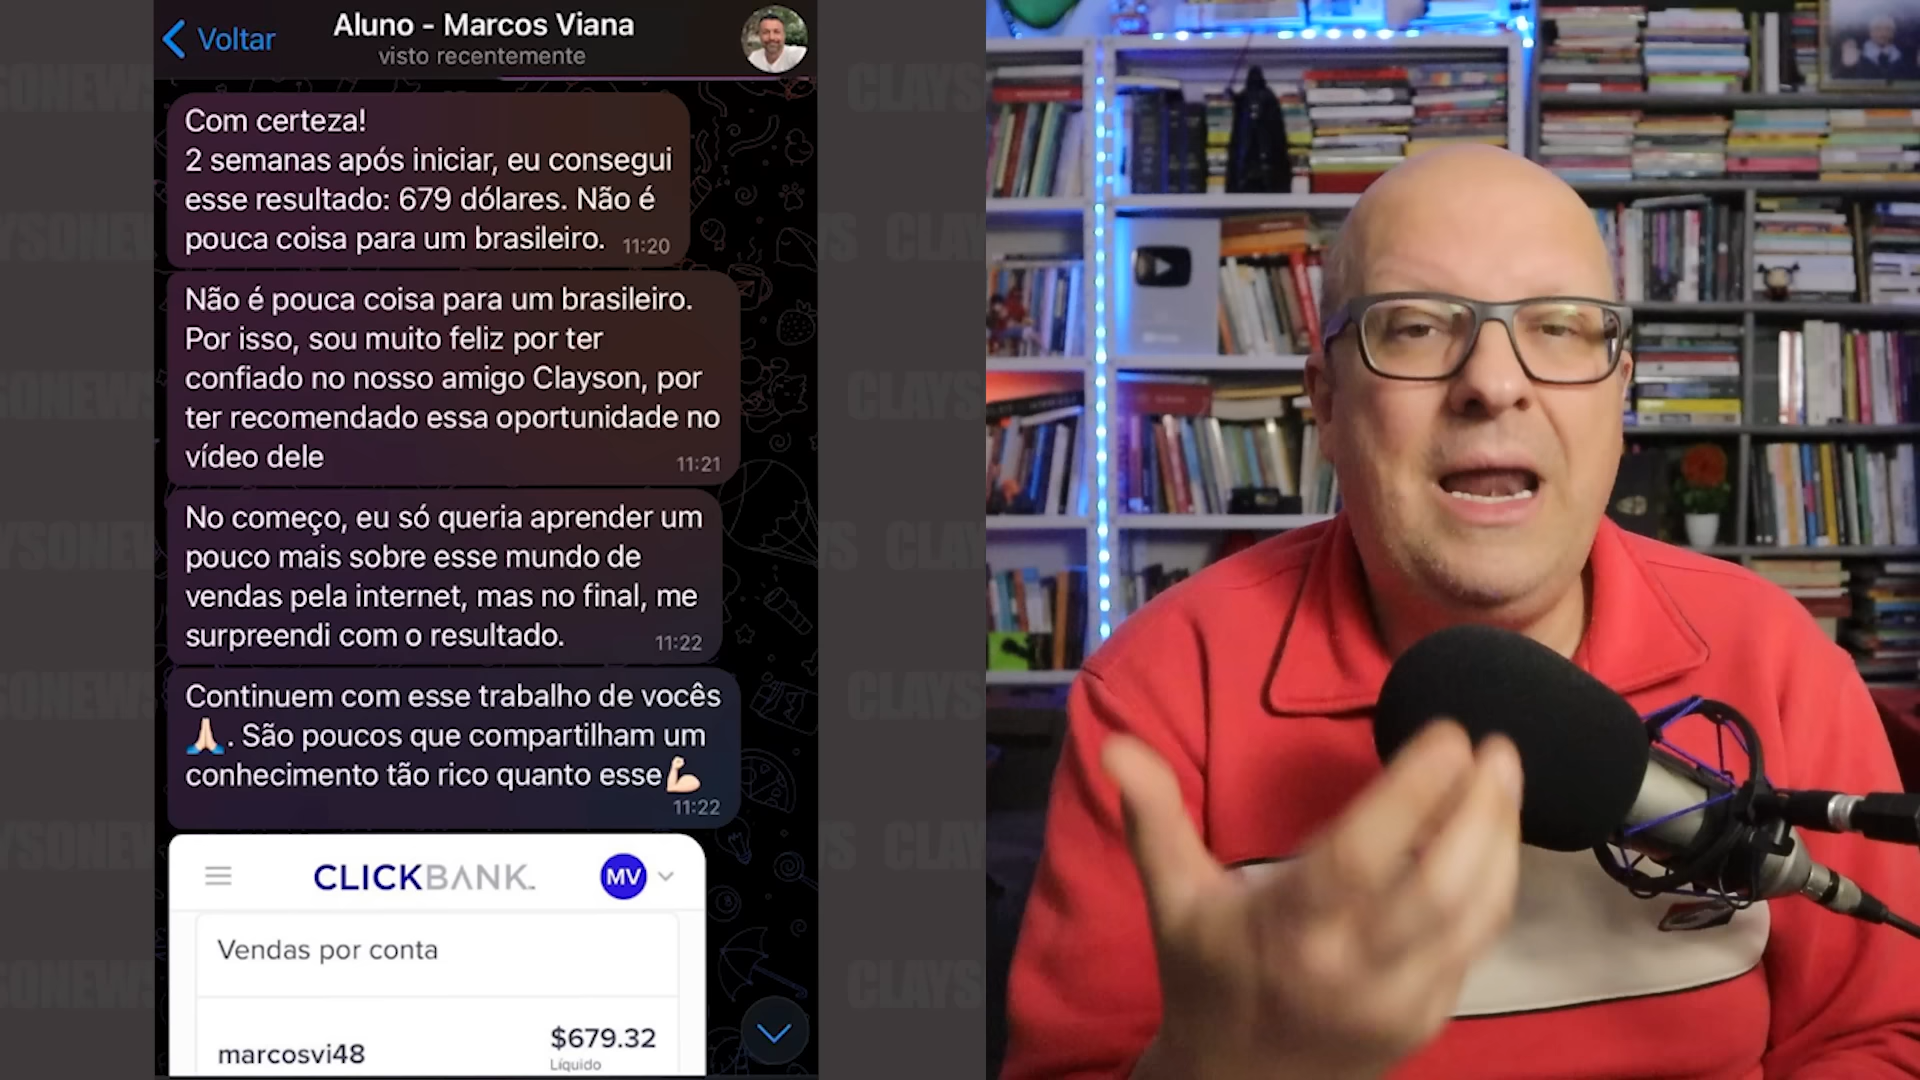 Voltar
Aluno - Marcos Viana
visto recentemente
Com certeza!
2 semanas após iniciar, eu consegui
esse resultado: 679 dólares. Não é
pouca coisa para um brasileiro. 11:20
Não é pouca coisa para um brasileiro.
Por isso, sou muito feliz por ter
confiado no nosso amigo Clayson, por
ter recomendado essa oportunidade no
vídeo dele 11:21
No começo, eu só queria aprender um
pouco mais sobre esse mundo de
vendas pela internet, mas no final, me
surpreendi com o resultado. 11:22
Continuem com esse trabalho de vocês
🙏🏻. São poucos que compartilham um
conhecimento tão rico quanto esse💪🏻
11:22
CLICKBANK
MV
Vendas por conta
marcosvi48
$679.32
Líquido